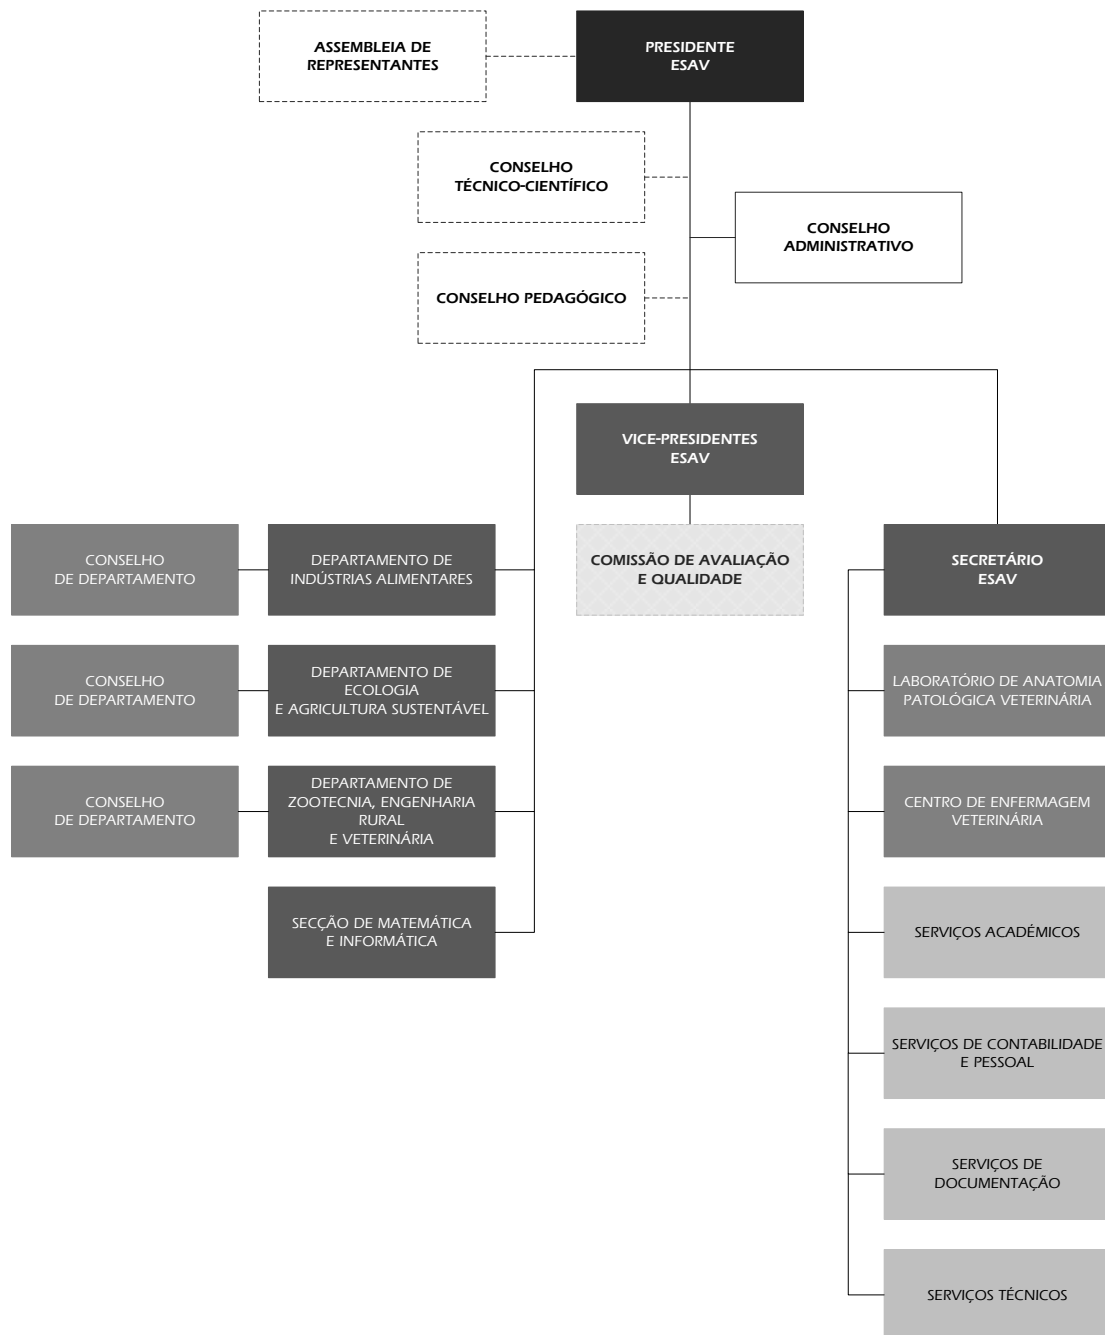 ASSEMBLEIA DE
REPRESENTANTES
PRESIDENTE
ESAV
CONSELHO
TÉCNICO-CIENTÍFICO
CONSELHO
ADMINISTRATIVO
CONSELHO PEDAGÓGICO
VICE-PRESIDENTES
ESAV
CONSELHO
DE DEPARTAMENTO
DEPARTAMENTO DE
INDÚSTRIAS ALIMENTARES
COMISSÃO DE AVALIAÇÃO
E QUALIDADE
SECRETÁRIO
ESAV
CONSELHO
DE DEPARTAMENTO
DEPARTAMENTO DE
ECOLOGIA
E AGRICULTURA SUSTENTÁVEL
LABORATÓRIO DE ANATOMIA
PATOLÓGICA VETERINÁRIA
CONSELHO
DE DEPARTAMENTO
DEPARTAMENTO DE
ZOOTECNIA, ENGENHARIA
RURAL
E VETERINÁRIA
CENTRO DE ENFERMAGEM
VETERINÁRIA
SECÇÃO DE MATEMÁTICA
E INFORMÁTICA
SERVIÇOS ACADÉMICOS
SERVIÇOS DE CONTABILIDADE
E PESSOAL
SERVIÇOS DE
DOCUMENTAÇÃO
SERVIÇOS TÉCNICOS